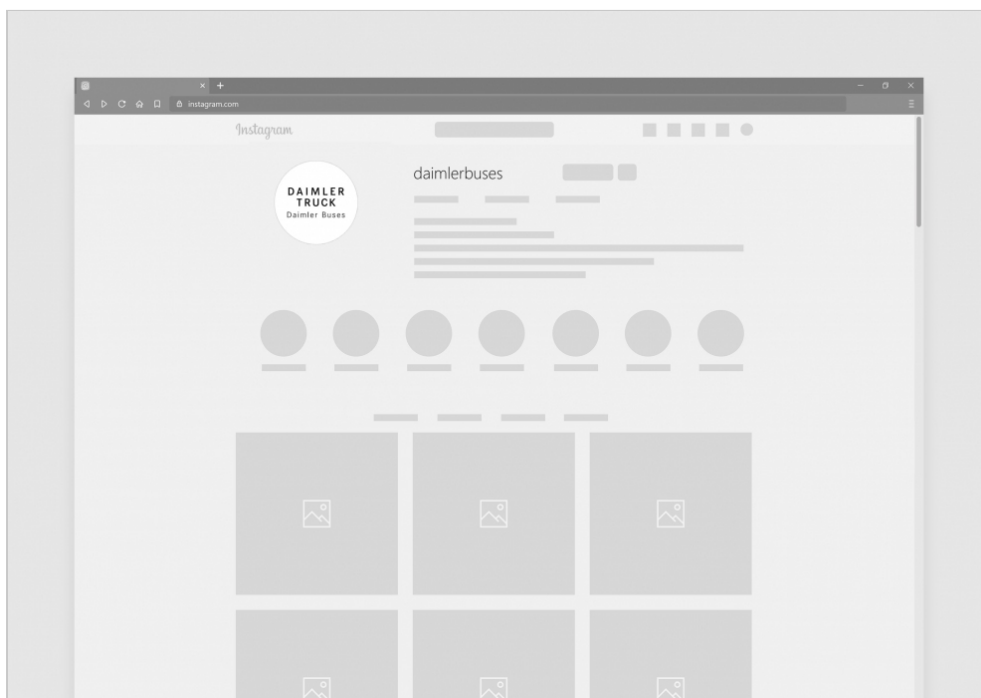 instagram.com
Instagram
daimlerbuses
DAIMLER
TRUCK
Daimler Buses